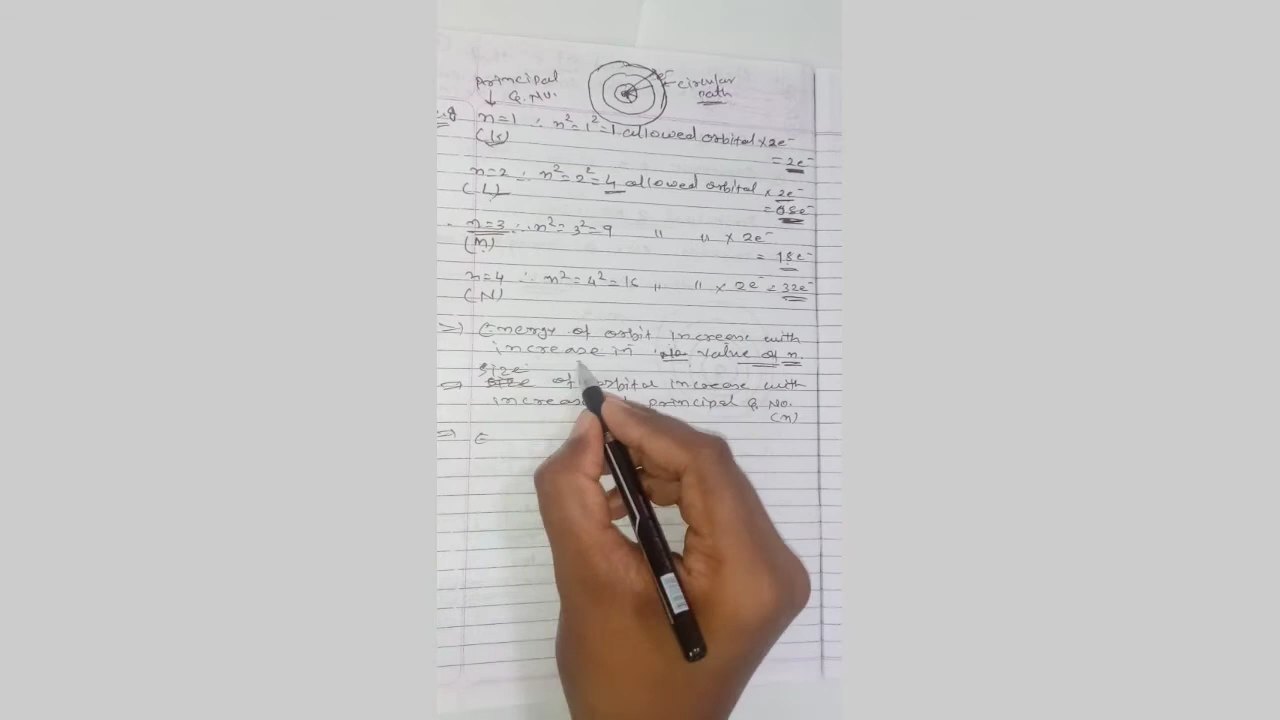 Principal
Q. No.
e⁻
circular
path
e.g
n=1 ∴ n²=1²=1 allowed orbital × 2e⁻
(K)
= 2e⁻
n=2 ∴ n²=2²=4 allowed orbital × 2e⁻
(L)
= 08e⁻
n=3 ∴ n²=3²=9 " " × 2e⁻
(M)
= 18e⁻
n=4 ∴ n²=4²=16 " " × 2e⁻ = 32e⁻
(N)
=> Energy of orbit increase with
increase in value of n.
size
⇒ of orbital increase with
increase principal Q. No.
(n)
⇒ E